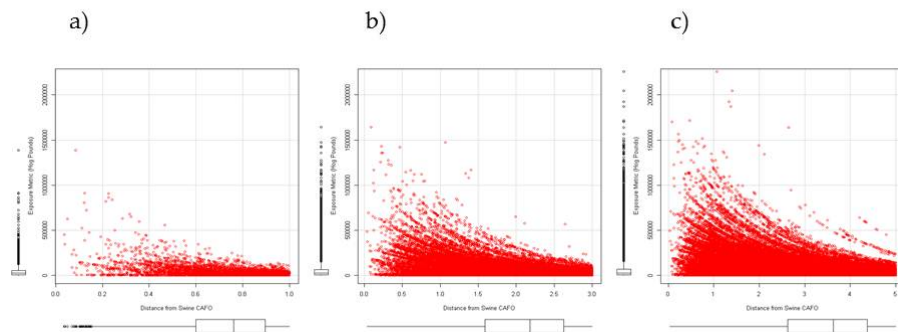 a)
b)
c)
Exposure Metric (Hog Pounds)
2000000
1500000
1000000
500000
0
0.0 0.2 0.4 0.6 0.8 1.0
Distance from Swine CAFO
Exposure Metric (Hog Pounds)
2000000
1500000
1000000
500000
0
0.0 0.5 1.0 1.5 2.0 2.5 3.0
Distance from Swine CAFO
Exposure Metric (Hog Pounds)
2000000
1500000
1000000
500000
0
0 1 2 3 4 5
Distance from Swine CAFO